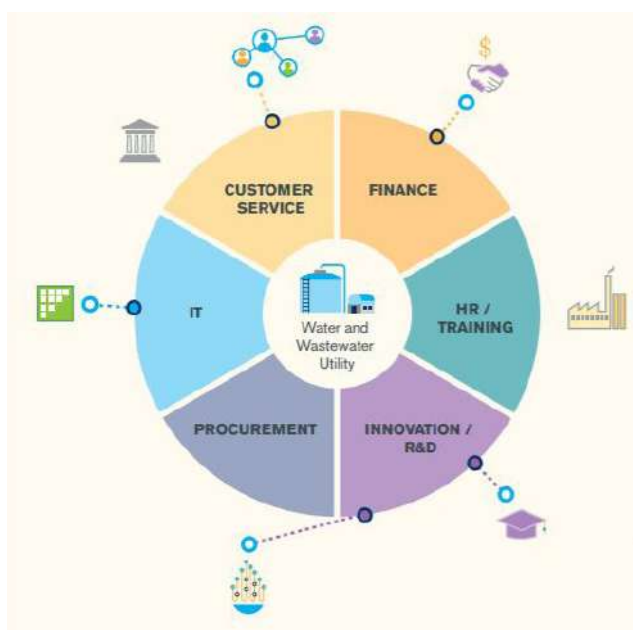 CUSTOMER
SERVICE
FINANCE
IT
Water and
Wastewater
Utility
HR /
TRAINING
PROCUREMENT
INNOVATION /
R&D
$